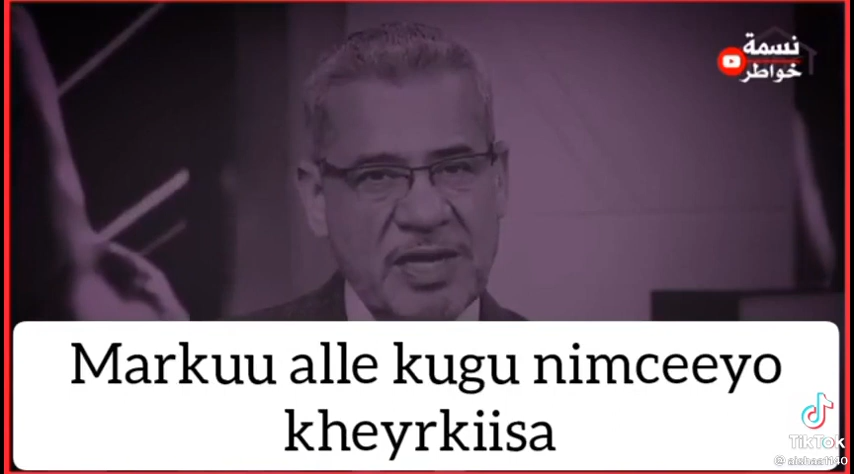 نسمة
خواطر
Markuu alle kugu nimceeyo
kheyrkiisa
TikTok